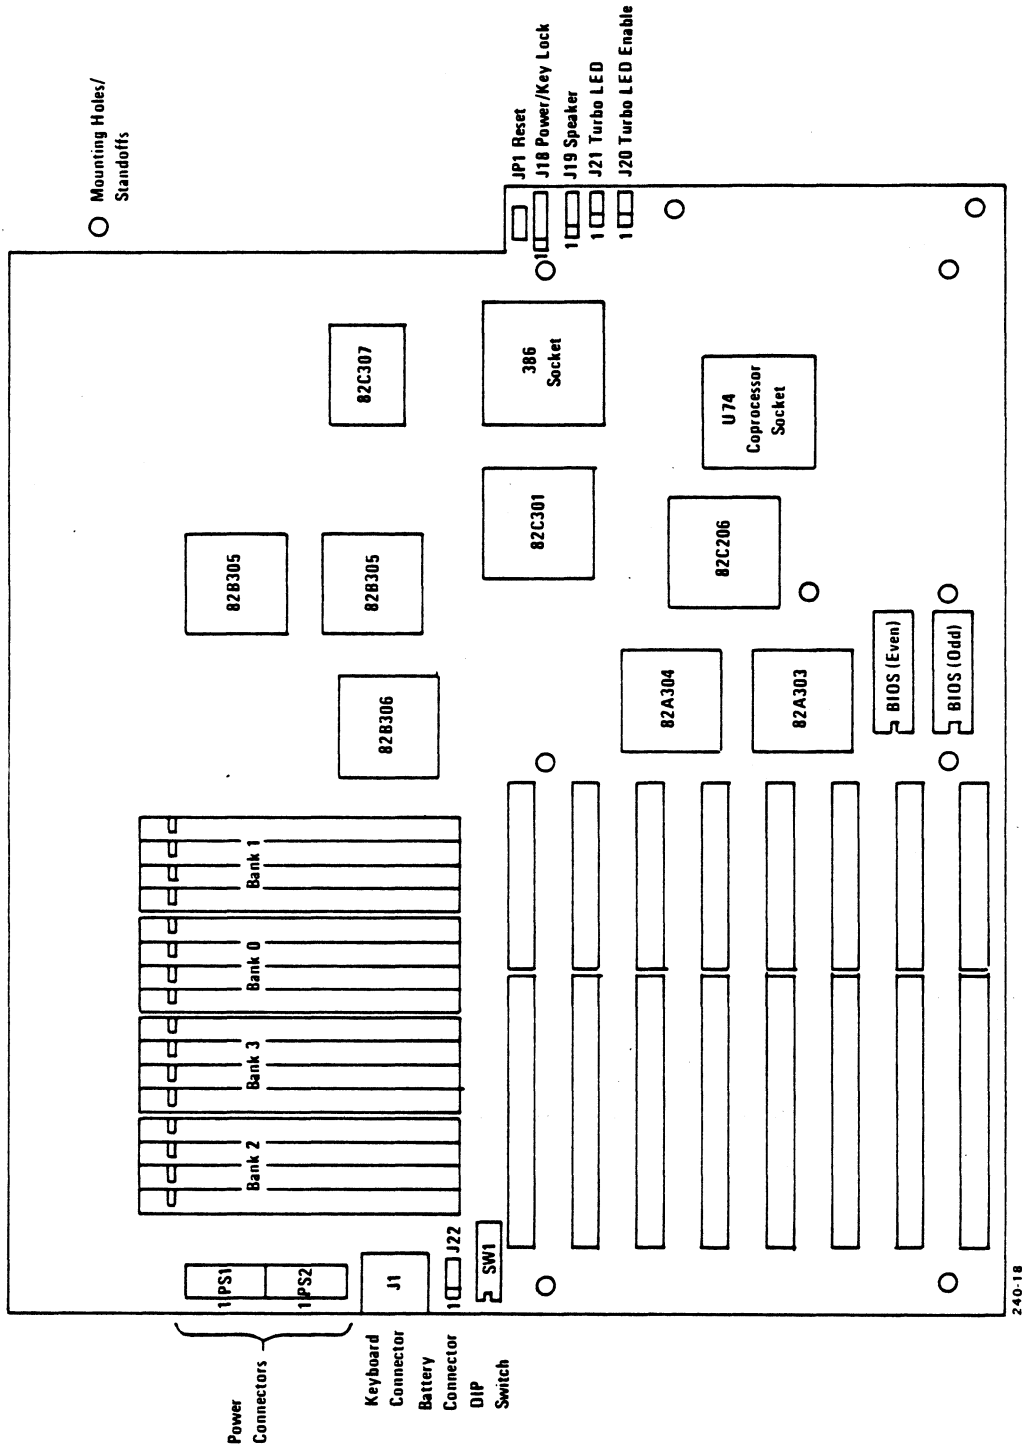 Mounting Holes/
Standoffs
JP1 Reset
J18 Power/Key Lock
J19 Speaker
J21 Turbo LED
J20 Turbo LED Enable
1
1
1
1
82C307
386
Socket
U74
Coprocessor
Socket
82B305
82B305
82C301
82C206
82B306
82A304
82A303
BIOS (Even)
BIOS (Odd)
Bank 1
Bank 0
Bank 3
Bank 2
1 PS1
1 PS2
J1
1
J22
SW1
Power
Connectors
Keyboard
Connector
Battery
Connector
DIP
Switch
240-18